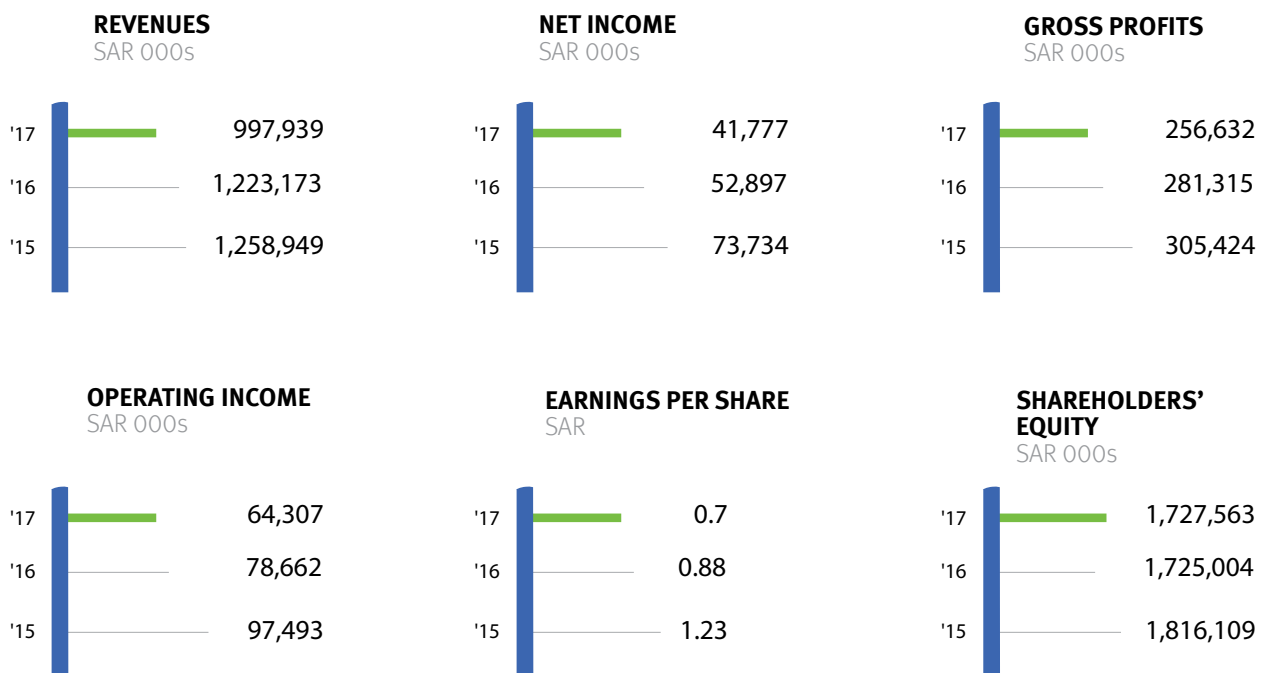 REVENUES
SAR 000s
'17 997,939
'16 1,223,173
'15 1,258,949
NET INCOME
SAR 000s
'17 41,777
'16 52,897
'15 73,734
GROSS PROFITS
SAR 000s
'17 256,632
'16 281,315
'15 305,424
OPERATING INCOME
SAR 000s
'17 64,307
'16 78,662
'15 97,493
EARNINGS PER SHARE
SAR
'17 0.7
'16 0.88
'15 1.23
SHAREHOLDERS'
EQUITY
SAR 000s
'17 1,727,563
'16 1,725,004
'15 1,816,109